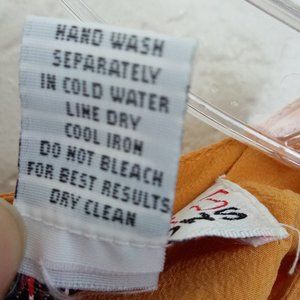 HAND WASH
SEPARATELY
IN COLD WATER
LINE DRY
COOL IRON
DO NOT BLEACH
FOR BEST RESULTS
DRY CLEAN